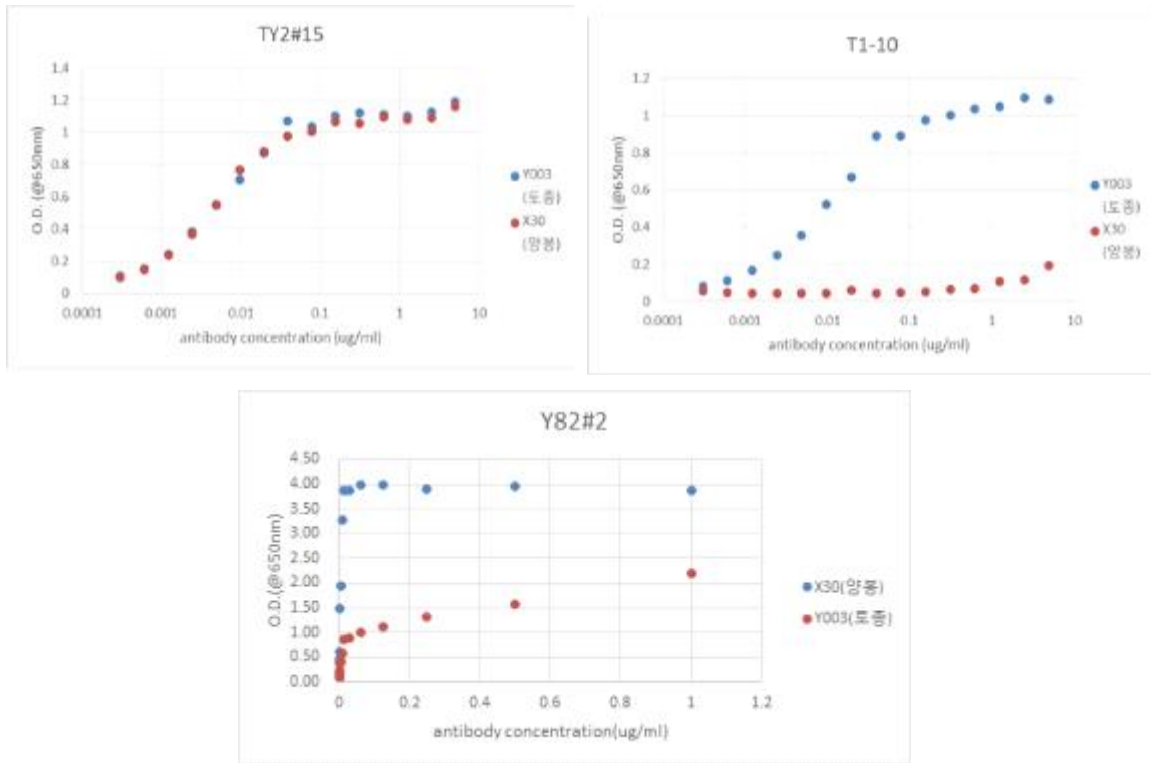 TY2#15
1.4
1.2
1
0.8
0.6
0.4
0.2
0
0.0001 0.001 0.01 0.1 1 10
O.D. (@650nm)
antibody concentration (ug/ml)
Y003
(토종)
X30
(양봉)
T1-10
1.2
1
0.8
0.6
0.4
0.2
0
0.0001 0.001 0.01 0.1 1 10
O.D. (@650nm)
antibody concentration (ug/ml)
Y003
(토종)
X30
(양봉)
Y82#2
4.50
4.00
3.50
3.00
2.50
2.00
1.50
1.00
0.50
0.00
0 0.2 0.4 0.6 0.8 1 1.2
O.D.(@650nm)
antibody concentration(ug/ml)
X30(양봉)
Y003(토종)